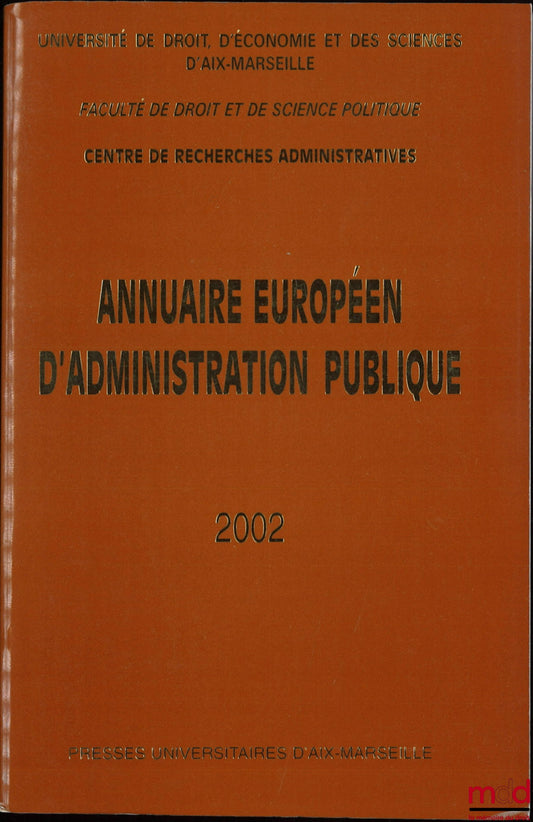 UNIVERSITÉ DE DROIT, D'ÉCONOMIE ET DES SCIENCES
D'AIX-MARSEILLE
FACULTÉ DE DROIT ET DE SCIENCE POLITIQUE
CENTRE DE RECHERCHES ADMINISTRATIVES
ANNUAIRE EUROPÉEN
D'ADMINISTRATION PUBLIQUE
2002
PRESSES UNIVERSITAIRES D'AIX-MARSEILLE
mdd